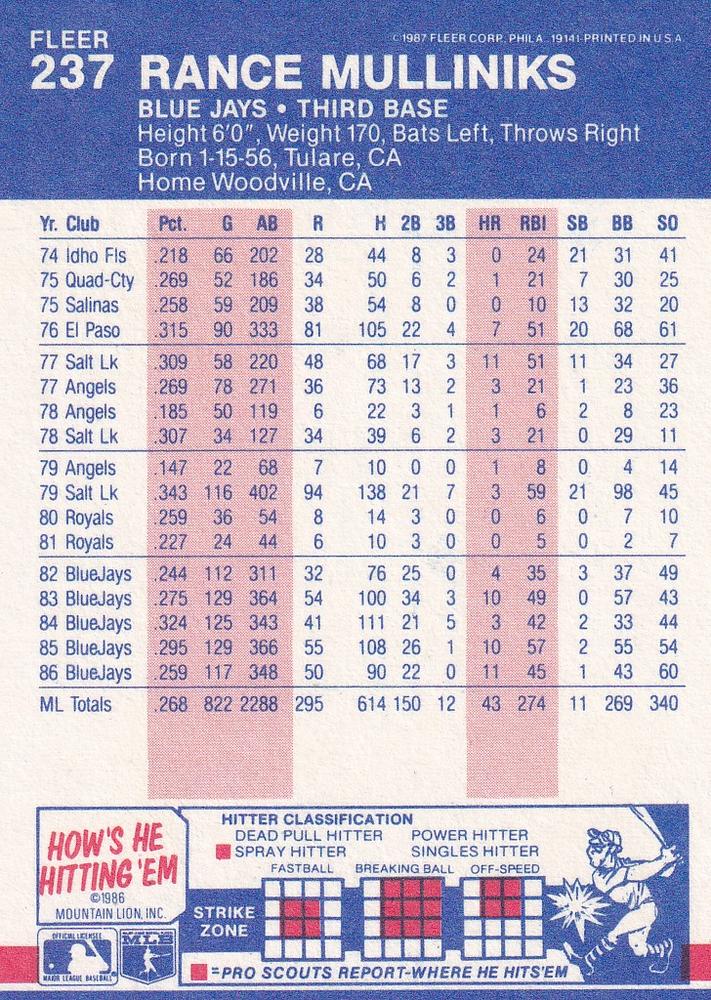 FLEER
©1987 FLEER CORP. PHILA. 19141-PRINTED IN U.S.A.
237 RANCE MULLINIKS
BLUE JAYS • THIRD BASE
Height 6'0", Weight 170, Bats Left, Throws Right
Born 1-15-56, Tulare, CA
Home Woodville, CA
Yr. Club Pct. G AB R H 2B 3B HR RBI SB BB SO
74 Idho Fls .218 66 202 28 44 8 3 0 24 21 31 41
75 Quad-Cty .269 52 186 34 50 6 2 1 21 7 30 25
75 Salinas .258 59 209 38 54 8 0 0 10 13 32 20
76 El Paso .315 90 333 81 105 22 4 7 51 20 68 61
77 Salt Lk .309 58 220 48 68 17 3 11 51 11 34 27
77 Angels .269 78 271 36 73 13 2 3 21 1 23 36
78 Angels .185 50 119 6 22 3 1 1 6 2 8 23
78 Salt Lk .307 34 127 34 39 6 2 3 21 0 29 11
79 Angels .147 22 68 7 10 0 0 1 8 0 4 14
79 Salt Lk .343 116 402 94 138 21 7 3 59 21 98 45
80 Royals .259 36 54 8 14 3 0 0 6 0 7 10
81 Royals .227 24 44 6 10 3 0 0 5 0 2 7
82 BlueJays .244 112 311 32 76 25 0 4 35 3 37 49
83 BlueJays .275 129 364 54 100 34 3 10 49 0 57 43
84 BlueJays .324 125 343 41 111 21 5 3 42 2 33 44
85 BlueJays .295 129 366 55 108 26 1 10 57 2 55 54
86 BlueJays .259 117 348 50 90 22 0 11 45 1 43 60
ML Totals .268 822 2288 295 614 150 12 43 274 11 269 340
HOW'S HE
HITTING 'EM
©1986
MOUNTAIN LION, INC.
HITTER CLASSIFICATION
DEAD PULL HITTER POWER HITTER
SPRAY HITTER SINGLES HITTER
FASTBALL BREAKING BALL OFF-SPEED
STRIKE
ZONE
OFFICIAL LICENSEE
MAJOR LEAGUE BASEBALL
MLB
=PRO SCOUTS REPORT-WHERE HE HITS'EM